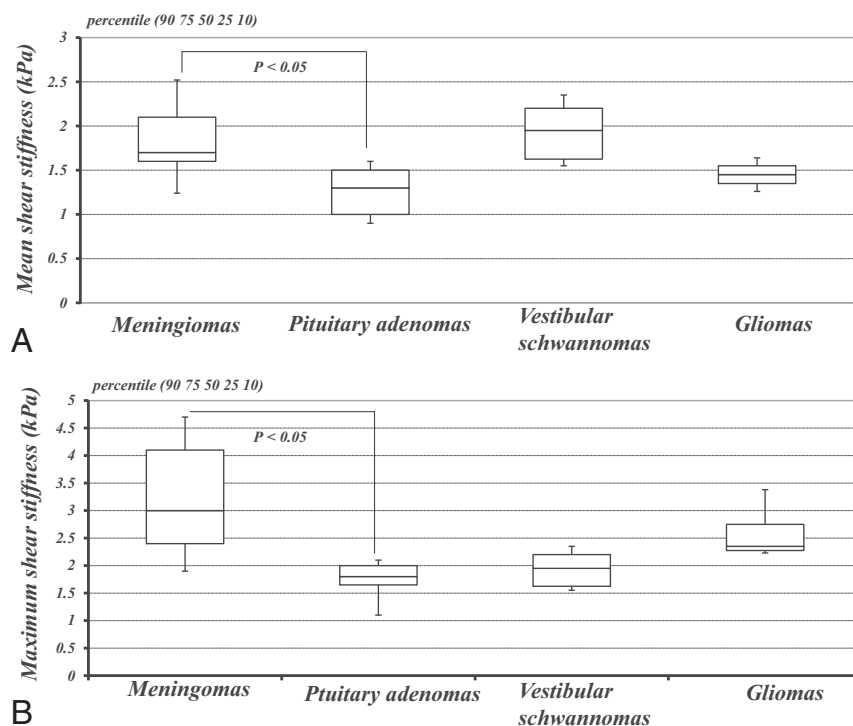 percentile (90 75 50 25 10)
3
2.5
2
1.5
1
0.5
0
Mean shear stiffness (kPa)
P < 0.05
Meningiomas Pituitary adenomas Vestibular schwannomas Gliomas
A
percentile (90 75 50 25 10)
5
4.5
4
3.5
3
2.5
2
1.5
1
0.5
0
Maximum shear stiffness (kPa)
P < 0.05
Meningomas Ptuitary adenomas Vestibular schwannomas Gliomas
B